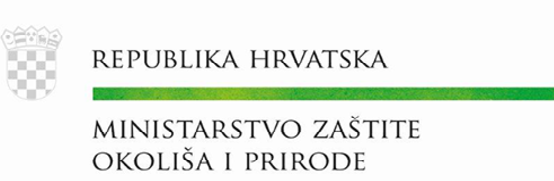 REPUBLIKA HRVATSKA
MINISTARSTVO ZAŠTITE
OKOLIŠA I PRIRODE